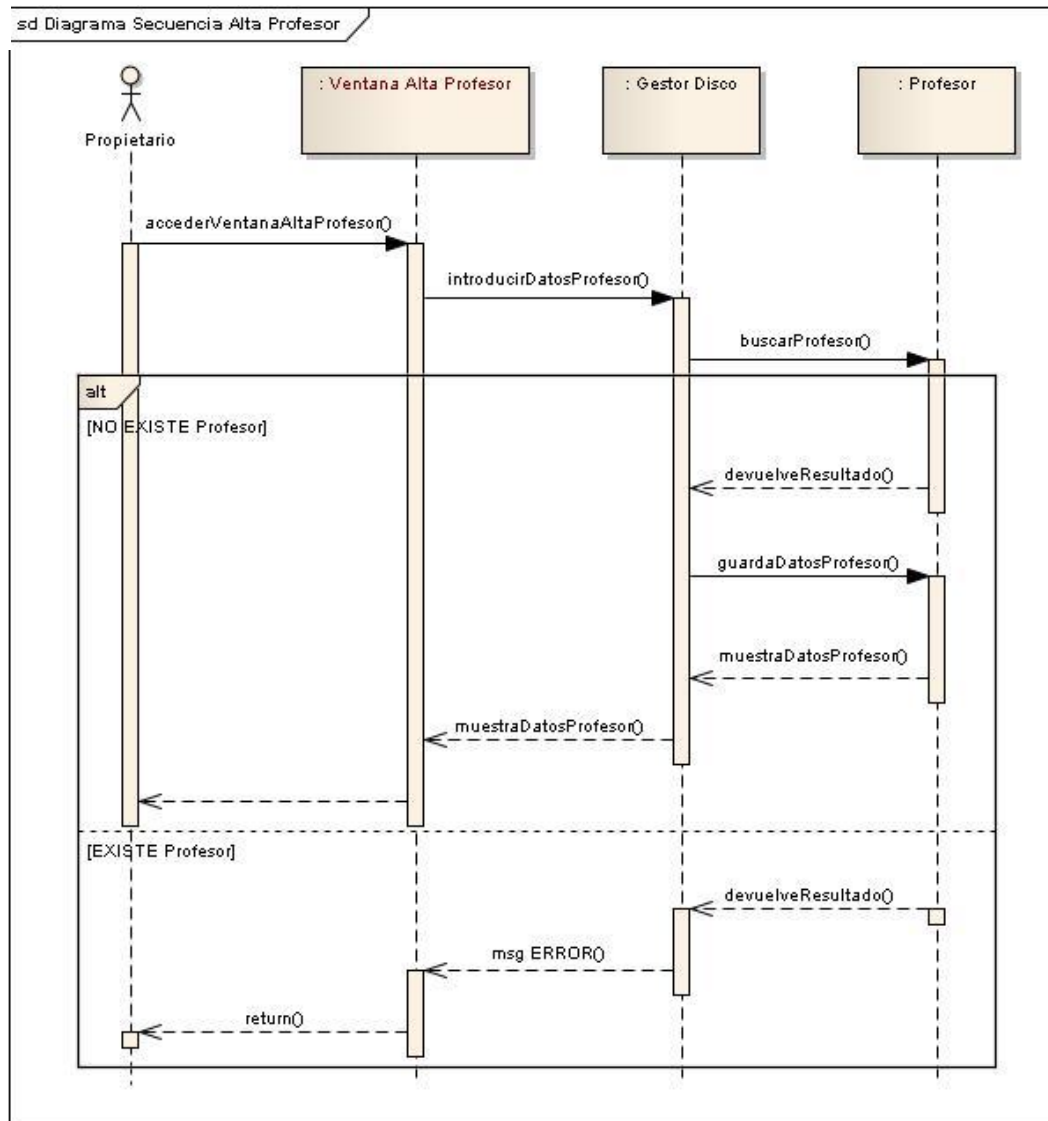 sd Diagrama Secuencia Alta Profesor
: Ventana Alta Profesor
: Gestor Disco
: Profesor
Propietario
accederVentanaAltaProfesor()
introducirDatosProfesor()
buscarProfesor()
alt
[NO EXISTE Profesor]
devuelveResultado()
guardaDatosProfesor()
muestraDatosProfesor()
muestraDatosProfesor()
[EXISTE Profesor]
devuelveResultado()
msg ERROR()
return()